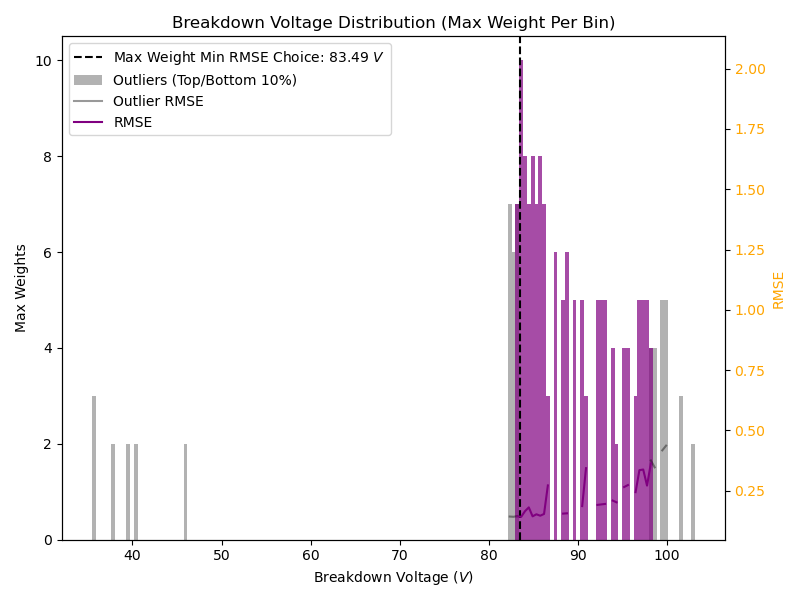 Breakdown Voltage Distribution (Max Weight Per Bin)
Max Weight Min RMSE Choice: 83.49 V
Outliers (Top/Bottom 10%)
Outlier RMSE
RMSE
Max Weights
10
8
6
4
2
0
2.00
1.75
1.50
1.25
1.00
0.75
0.50
0.25
RMSE
40 50 60 70 80 90 100
Breakdown Voltage (V)